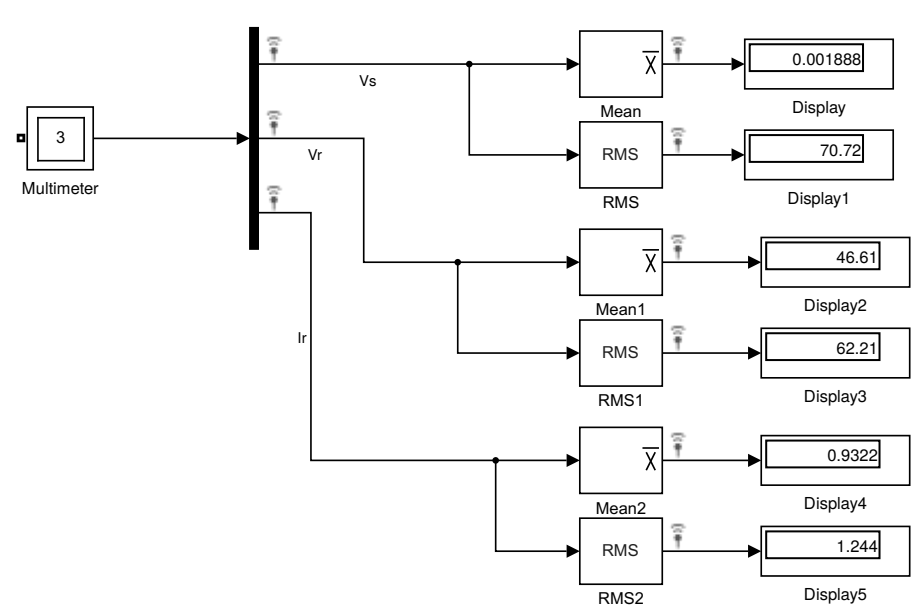 3
Multimeter
Vs
Vr
Ir
X
Mean
0.001888
Display
RMS
RMS
70.72
Display1
X
Mean1
46.61
Display2
RMS
RMS1
62.21
Display3
X
Mean2
0.9322
Display4
RMS
RMS2
1.244
Display5